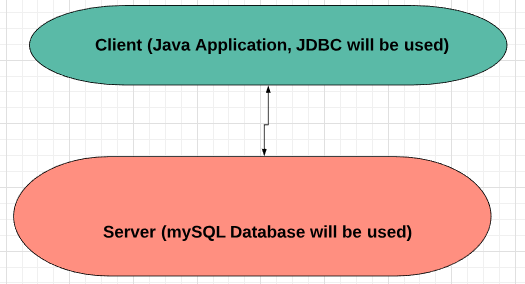 Client (Java Application, JDBC will be used)
Server (mySQL Database will be used)